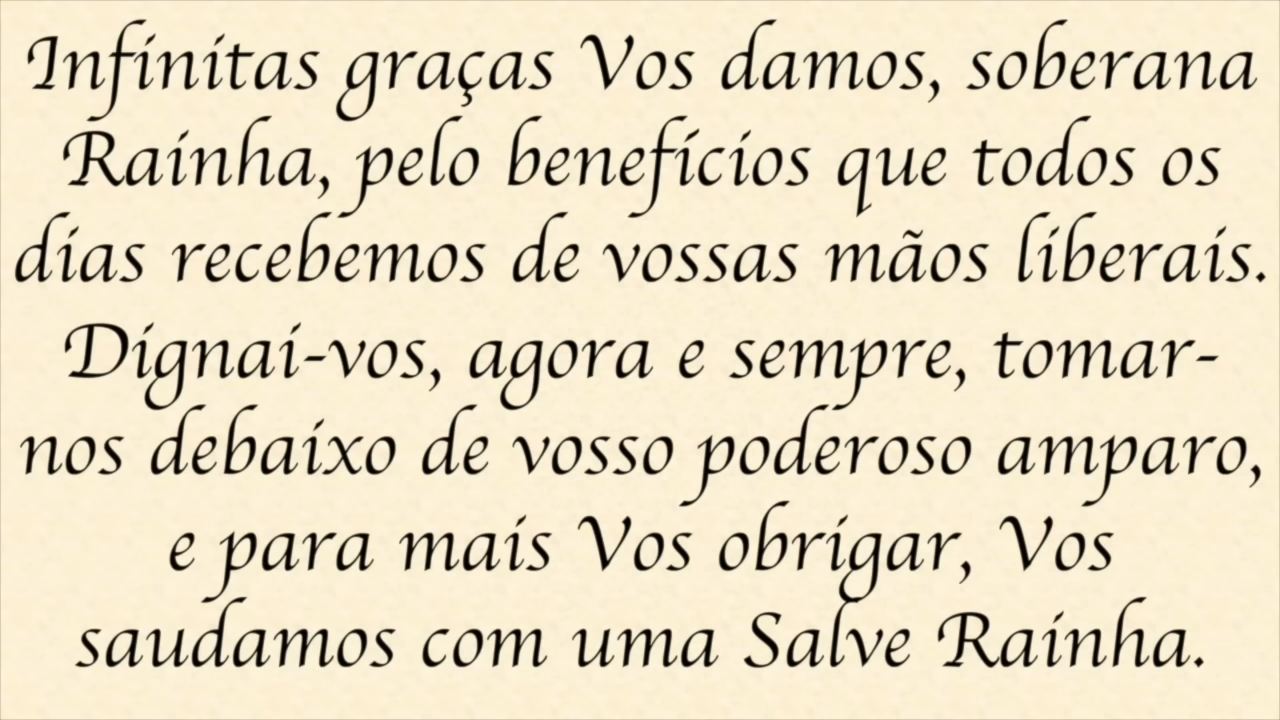 Infinitas graças Vos damos, soberana
Rainha, pelo benefícios que todos os
dias recebemos de vossas mãos liberais.
Dignai-vos, agora e sempre, tomar-
nos debaixo de vosso poderoso amparo,
e para mais Vos obrigar, Vos
saudamos com uma Salve Rainha.